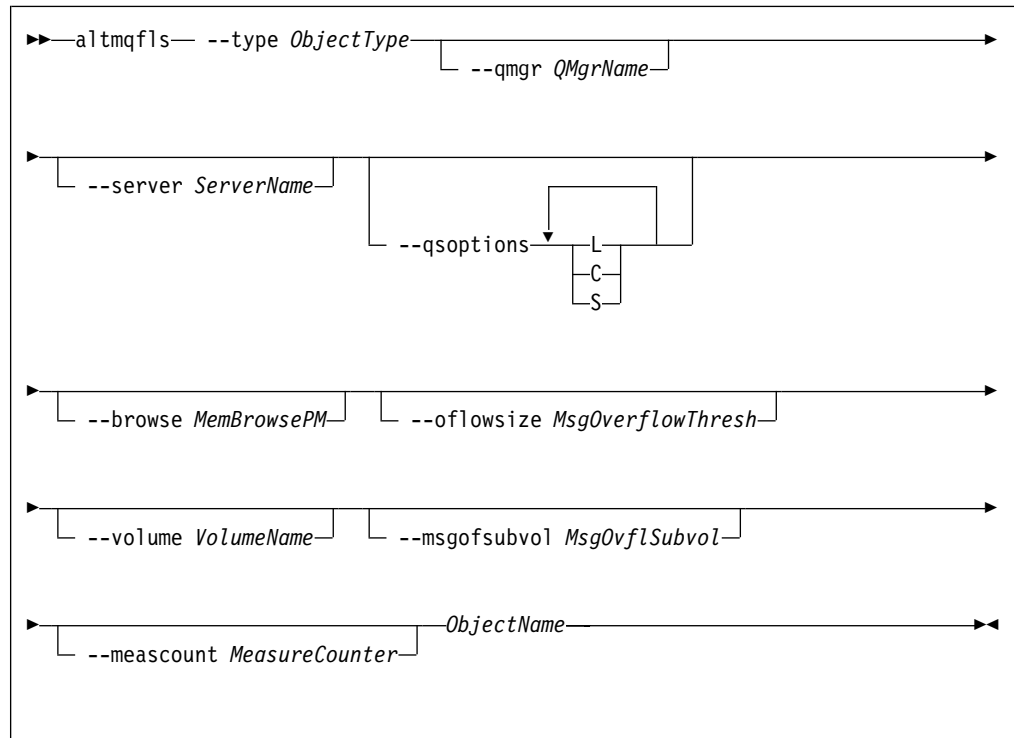 altmqfls --type ObjectType
--qmgr QMgrName
--server ServerName
--qsoptions L
C
S
--browse MemBrowsePM
--oflowsize MsgOverflowThresh
--volume VolumeName
--msgofsubvol MsgOvflSubvol
ObjectName
--meascount MeasureCounter